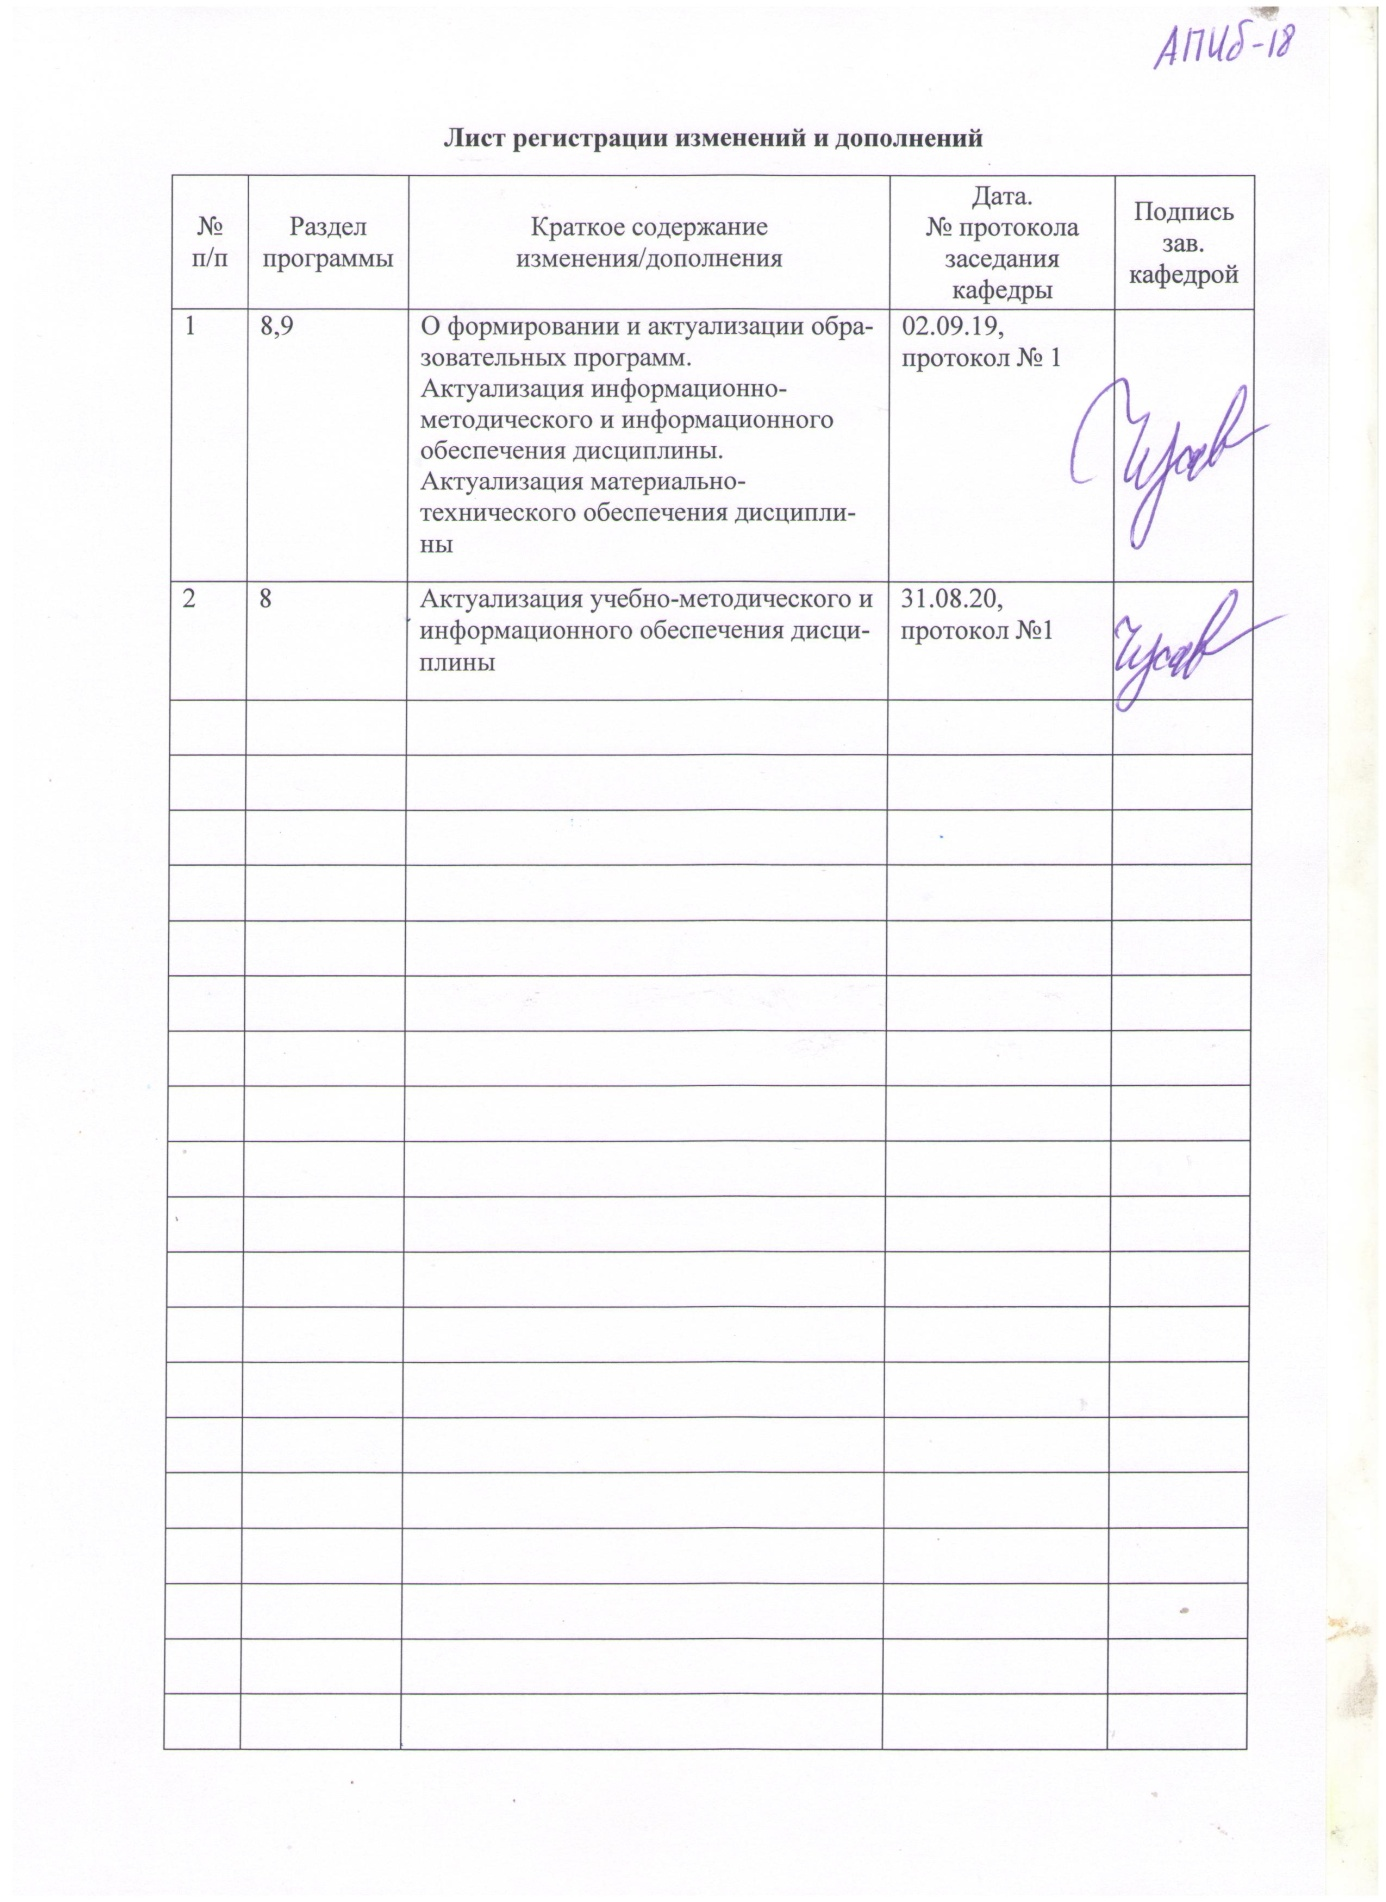 АПИб-18
Лист регистрации изменений и дополнений
№
п/п
Раздел
программы
Краткое содержание
изменения/дополнения
Дата.
№ протокола
заседания
кафедры
Подпись
зав.
кафедрой
1
8,9
О формировании и актуализации обра-
зовательных программ.
Актуализация информационно-
методического и информационного
обеспечения дисциплины.
Актуализация материально-
технического обеспечения дисципли-
ны
02.09.19,
протокол № 1
2
8
Актуализация учебно-методического и
информационного обеспечения дисци-
плины
31.08.20,
протокол №1